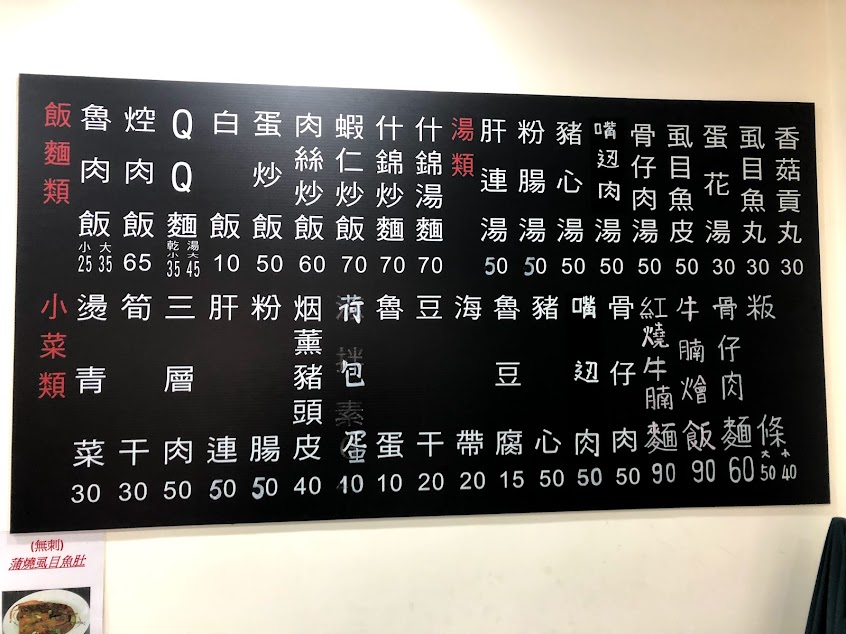 飯麵類
魯肉飯 小25 大35
焢肉飯 65
QQ麵 乾小35 湯大45
白飯 10
蛋炒飯 50
肉絲炒飯 60
蝦仁炒飯 70
什錦炒麵 70
什錦湯麵 70
湯類
肝連湯 50
粉腸湯 50
豬心湯 50
嘴边肉湯 50
骨仔肉湯 50
虱目魚皮湯 50
蛋花湯 30
虱目魚丸湯 30
香菇貢丸湯 30
小菜類
燙青菜 30
筍干 30
三層肉 50
肝連 50
粉腸 50
烟薰豬頭皮 40
荷包蛋 10
魯蛋 10
豆干 20
海帶 20
魯豆腐 15
豬心 50
嘴边肉 50
骨仔肉 50
紅燒牛腩麵 90
牛腩燴飯 90
骨仔肉麵 60
粄條 大50 小40
(無刺)
蒲燒虱目魚肚